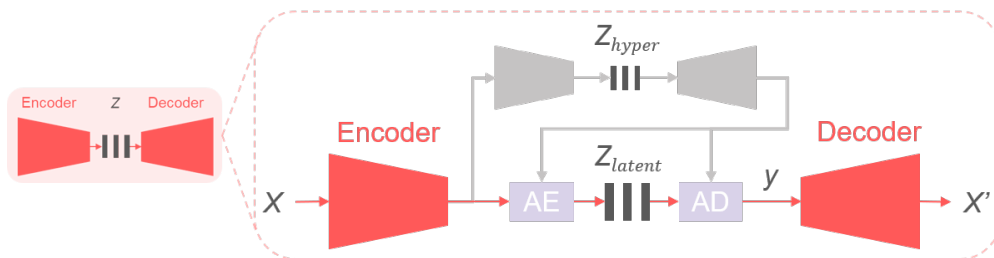 Encoder Z Decoder
Z_hyper
Encoder
Decoder
Z_latent
X
AE
AD
y
X'